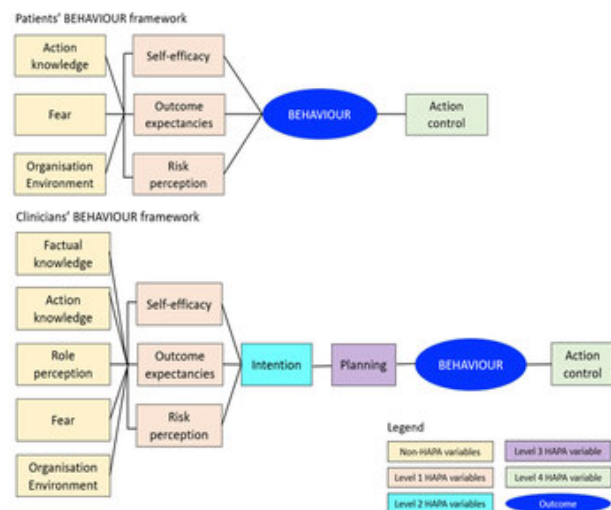 Patients' BEHAVIOUR framework
Action
knowledge
Self-efficacy
Fear
Outcome
expectancies
BEHAVIOUR
Action
control
Organisation
Environment
Risk
perception
Clinicians' BEHAVIOUR framework
Factual
knowledge
Action
knowledge
Self-efficacy
Role
perception
Outcome
expectancies
Intention
Planning
BEHAVIOUR
Action
control
Fear
Risk
perception
Organisation
Environment
Legend
Non-HAPA variables
Level 3 HAPA variable
Level 1 HAPA variables
Level 4 HAPA variable
Level 2 HAPA variables
Outcome